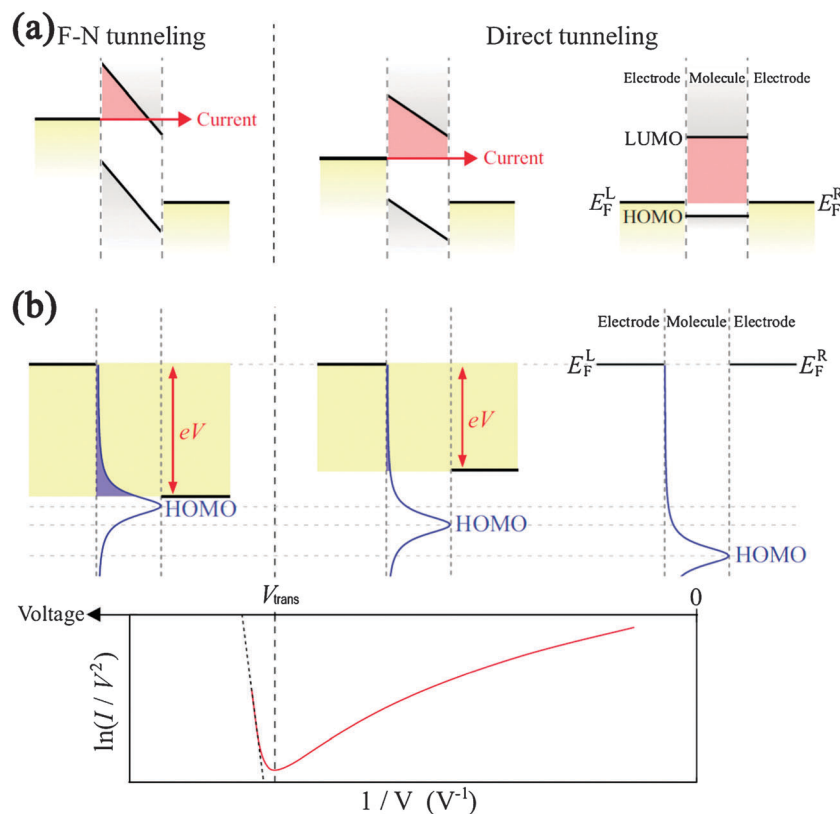 (a)
F-N tunneling
Direct tunneling
Electrode Molecule Electrode
Current
Current
LUMO
E_F^L
HOMO
E_F^R
(b)
Electrode Molecule Electrode
E_F^L
E_F^R
eV
eV
HOMO
HOMO
HOMO
Voltage
V_trans
0
ln(I / V²)
1 / V (V⁻¹)